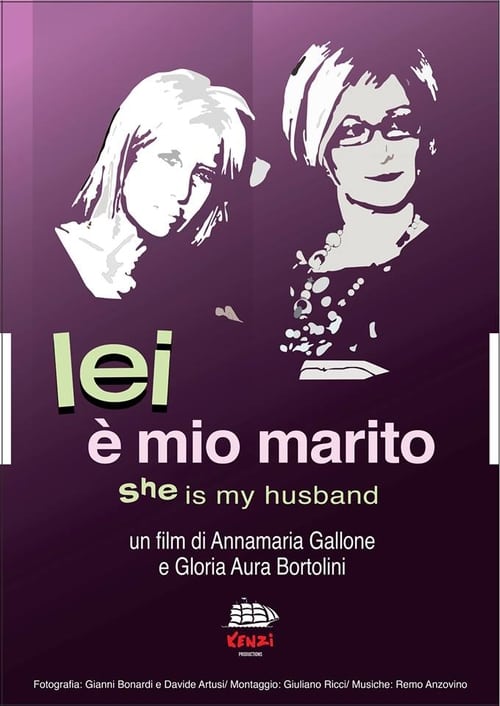 lei
è mio marito
she is my husband
un film di Annamaria Gallone
e Gloria Aura Bortolini
KENZI
PRODUCTIONS
Fotografia: Gianni Bonardi e Davide Artusi/ Montaggio: Giuliano Ricci/ Musiche: Remo Anzovino